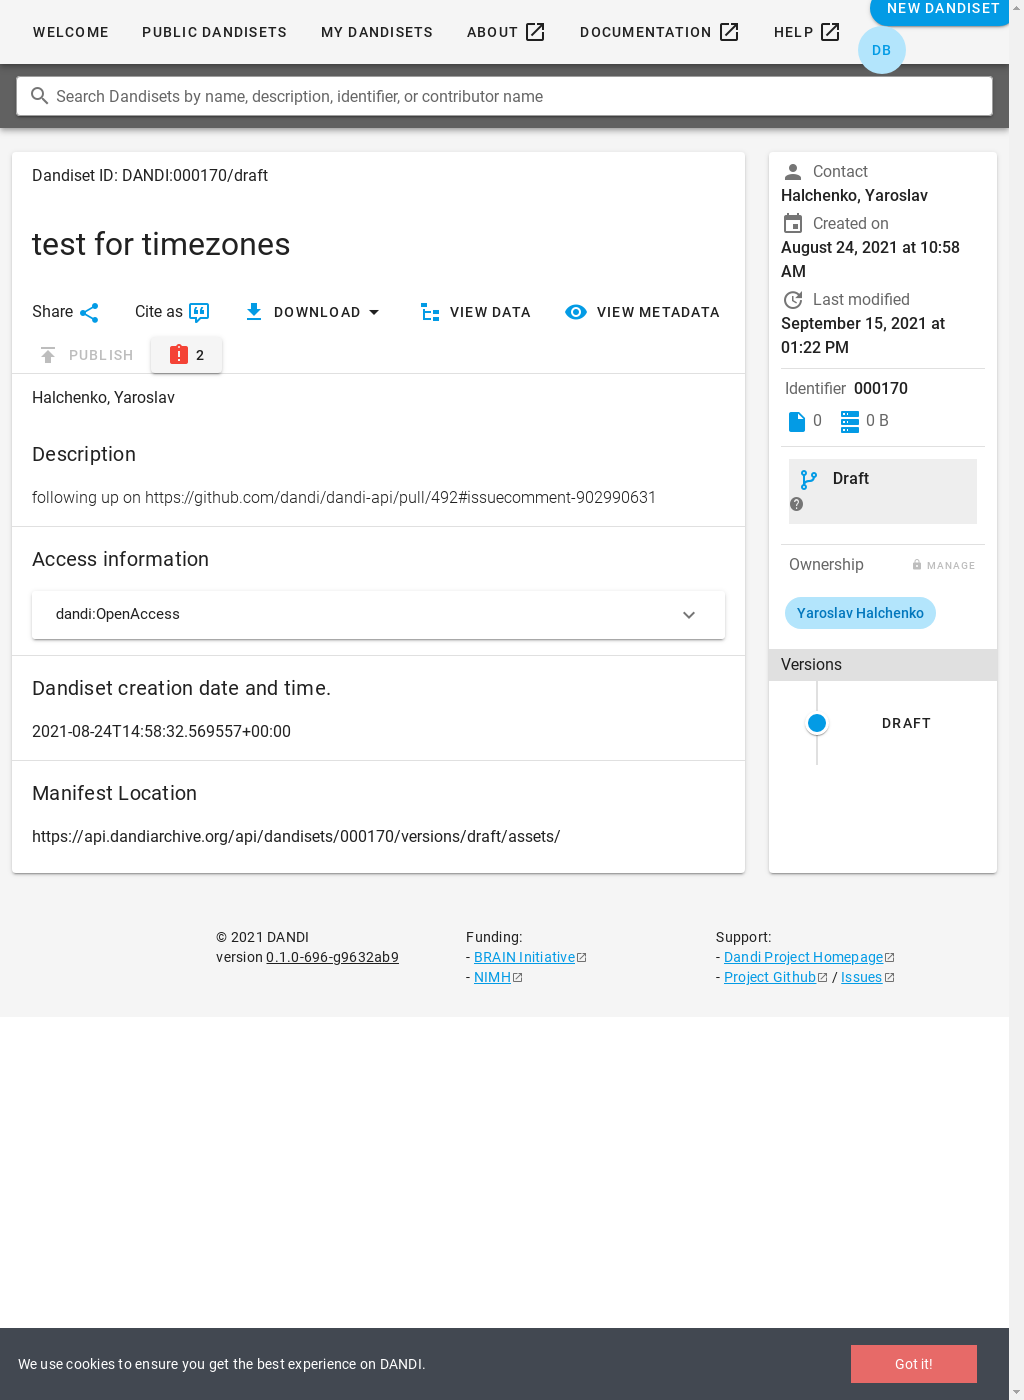 WELCOME
PUBLIC DANDISETS
MY DANDISETS
ABOUT
DOCUMENTATION
HELP
NEW DANDISET
DB
Search Dandisets by name, description, identifier, or contributor name
Dandiset ID: DANDI:000170/draft
test for timezones
Share
Cite as
DOWNLOAD
VIEW DATA
VIEW METADATA
PUBLISH
2
Halchenko, Yaroslav
Description
following up on https://github.com/dandi/dandi-api/pull/492#issuecomment-902990631
Access information
dandi:OpenAccess
Dandiset creation date and time.
2021-08-24T14:58:32.569557+00:00
Manifest Location
https://api.dandiarchive.org/api/dandisets/000170/versions/draft/assets/
Contact
Halchenko, Yaroslav
Created on
August 24, 2021 at 10:58
AM
Last modified
September 15, 2021 at
01:22 PM
Identifier 000170
0
0 B
Draft
Ownership
MANAGE
Yaroslav Halchenko
Versions
DRAFT
© 2021 DANDI
version 0.1.0-696-g9632ab9
Funding:
- BRAIN Initiative
- NIMH
Support:
- Dandi Project Homepage
- Project Github / Issues
We use cookies to ensure you get the best experience on DANDI.
Got it!